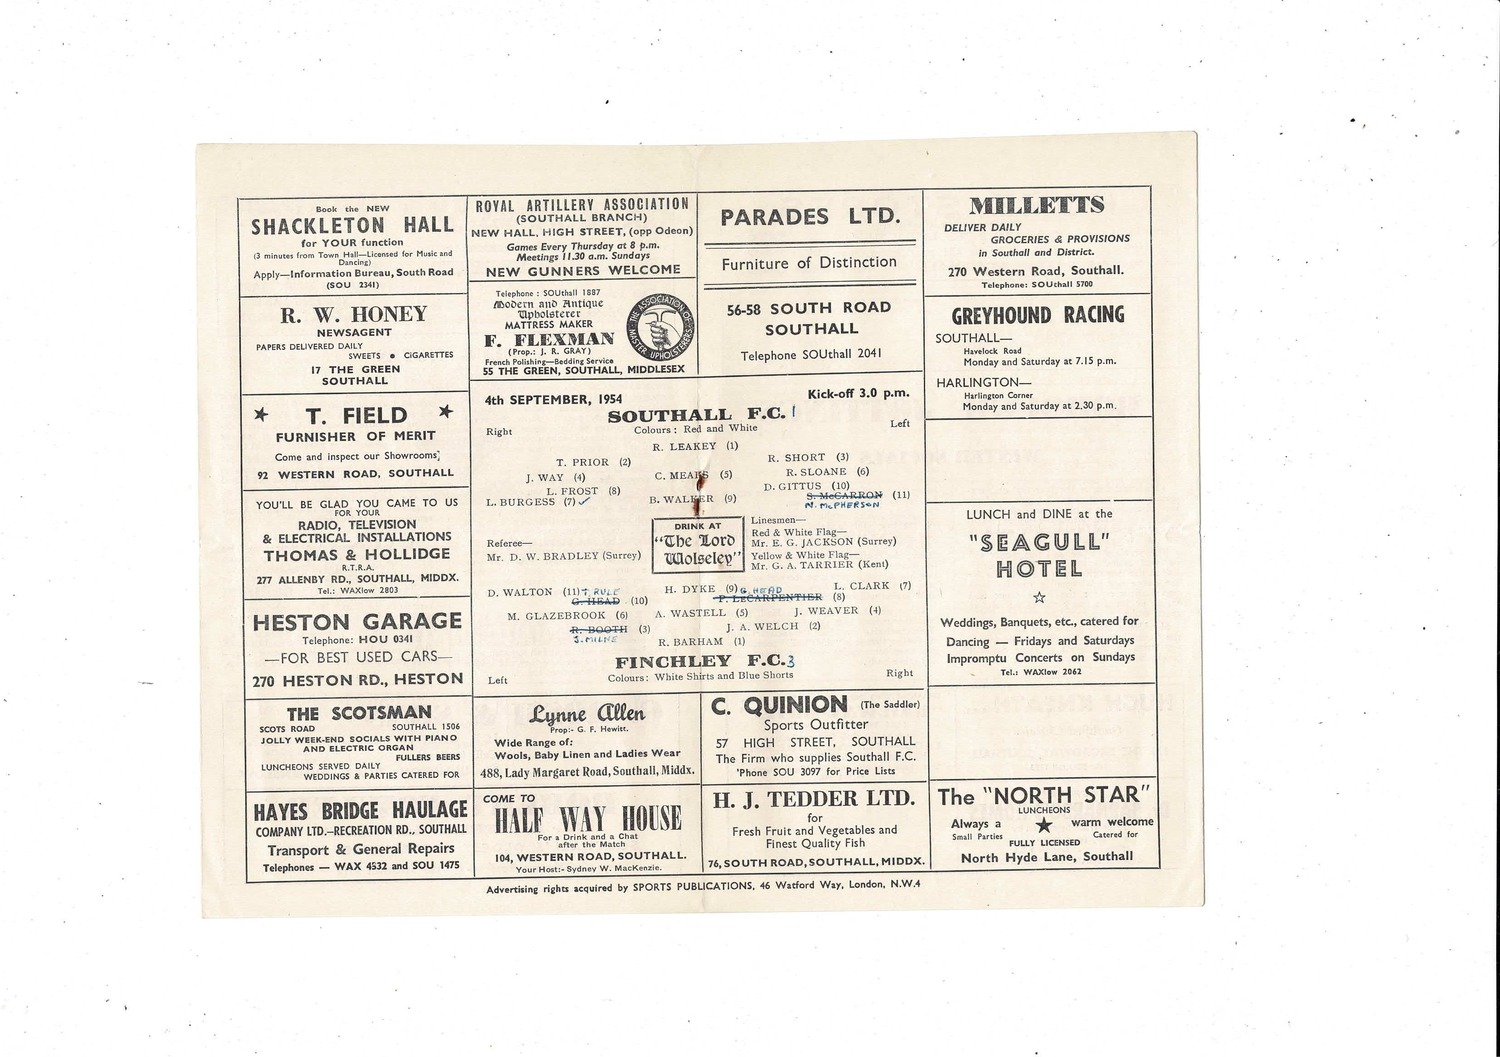 Book the NEW
SHACKLETON HALL
for YOUR function
(3 minutes from Town Hall—Licensed for Music and
Dancing)
Apply—Information Bureau, South Road
(SOU 2341)
R. W. HONEY
NEWSAGENT
PAPERS DELIVERED DAILY
SWEETS ● CIGARETTES
17 THE GREEN
SOUTHALL
★ T. FIELD ★
FURNISHER OF MERIT
Come and inspect our Showrooms
92 WESTERN ROAD, SOUTHALL
YOU'LL BE GLAD YOU CAME TO US
FOR YOUR
RADIO, TELEVISION
& ELECTRICAL INSTALLATIONS
THOMAS & HOLLIDGE
R.T.R.A.
277 ALLENBY RD., SOUTHALL, MIDDX.
Tel.: WAXlow 2803
HESTON GARAGE
Telephone: HOU 0341
—FOR BEST USED CARS—
270 HESTON RD., HESTON
THE SCOTSMAN
SCOTS ROAD SOUTHALL 1506
JOLLY WEEK-END SOCIALS WITH PIANO
AND ELECTRIC ORGAN
FULLERS BEERS
LUNCHEONS SERVED DAILY
WEDDINGS & PARTIES CATERED FOR
HAYES BRIDGE HAULAGE
COMPANY LTD.—RECREATION RD., SOUTHALL
Transport & General Repairs
Telephones — WAX 4532 and SOU 1475
ROYAL ARTILLERY ASSOCIATION
(SOUTHALL BRANCH)
NEW HALL, HIGH STREET, (opp Odeon)
Games Every Thursday at 8 p.m.
Meetings 11.30 a.m. Sundays
NEW GUNNERS WELCOME
Telephone : SOUthall 1887
Modern and Antique
Upholsterer
MATTRESS MAKER
F. FLEXMAN
(Prop.: J. R. GRAY)
French Polishing—Bedding Service
55 THE GREEN, SOUTHALL, MIDDLESEX
THE ASSOCIATION OF MASTER UPHOLSTERERS
PARADES LTD.
Furniture of Distinction
56-58 SOUTH ROAD
SOUTHALL
Telephone SOUthall 2041
4th SEPTEMBER, 1954 Kick-off 3.0 p.m.
SOUTHALL F.C. 1
Right Colours : Red and White Left
R. LEAKEY (1)
T. PRIOR (2) R. SHORT (3)
J. WAY (4) C. MEARS (5) R. SLOANE (6)
L. FROST (8) D. GITTUS (10)
L. BURGESS (7) ✓ B. WALKER (9) S. McCARRON (11)
N. McPHERSON
Referee—
Mr. D. W. BRADLEY (Surrey)
DRINK AT
"The Lord
Wolseley"
Linesmen—
Red & White Flag—
Mr. E. G. JACKSON (Surrey)
Yellow & White Flag—
Mr. G. A. TARRIER (Kent)
D. WALTON (11) T. RULE H. DYKE (9) G. HEAD L. CLARK (7)
G. HEAD (10) P. LECARPENTIER (8)
M. GLAZEBROOK (6) A. WASTELL (5) J. WEAVER (4)
R. BOOTH (3) J. A. WELCH (2)
S. MILNE R. BARHAM (1)
FINCHLEY F.C. 3
Left Colours: White Shirts and Blue Shorts Right
Lynne Allen
Prop:- G. F. Hewitt.
Wide Range of:
Wools, Baby Linen and Ladies Wear
488, Lady Margaret Road, Southall, Middx.
C. QUINION (The Saddler)
Sports Outfitter
57 HIGH STREET, SOUTHALL
The Firm who supplies Southall F.C.
'Phone SOU 3097 for Price Lists
COME TO
HALF WAY HOUSE
For a Drink and a Chat
after the Match
104, WESTERN ROAD, SOUTHALL.
Your Host:- Sydney W. MacKenzie.
H. J. TEDDER LTD.
for
Fresh Fruit and Vegetables and
Finest Quality Fish
76, SOUTH ROAD, SOUTHALL, MIDDX.
MILLETTS
DELIVER DAILY
GROCERIES & PROVISIONS
in Southall and District.
270 Western Road, Southall.
Telephone: SOUthall 5700
GREYHOUND RACING
SOUTHALL—
Havelock Road
Monday and Saturday at 7.15 p.m.
HARLINGTON—
Harlington Corner
Monday and Saturday at 2.30 p.m.
LUNCH and DINE at the
"SEAGULL"
HOTEL
☆
Weddings, Banquets, etc., catered for
Dancing — Fridays and Saturdays
Impromptu Concerts on Sundays
Tel.: WAXlow 2062
The "NORTH STAR"
LUNCHEONS
Always a ★ warm welcome
Small Parties Catered for
FULLY LICENSED
North Hyde Lane, Southall
Advertising rights acquired by SPORTS PUBLICATIONS, 46 Watford Way, London, N.W.4